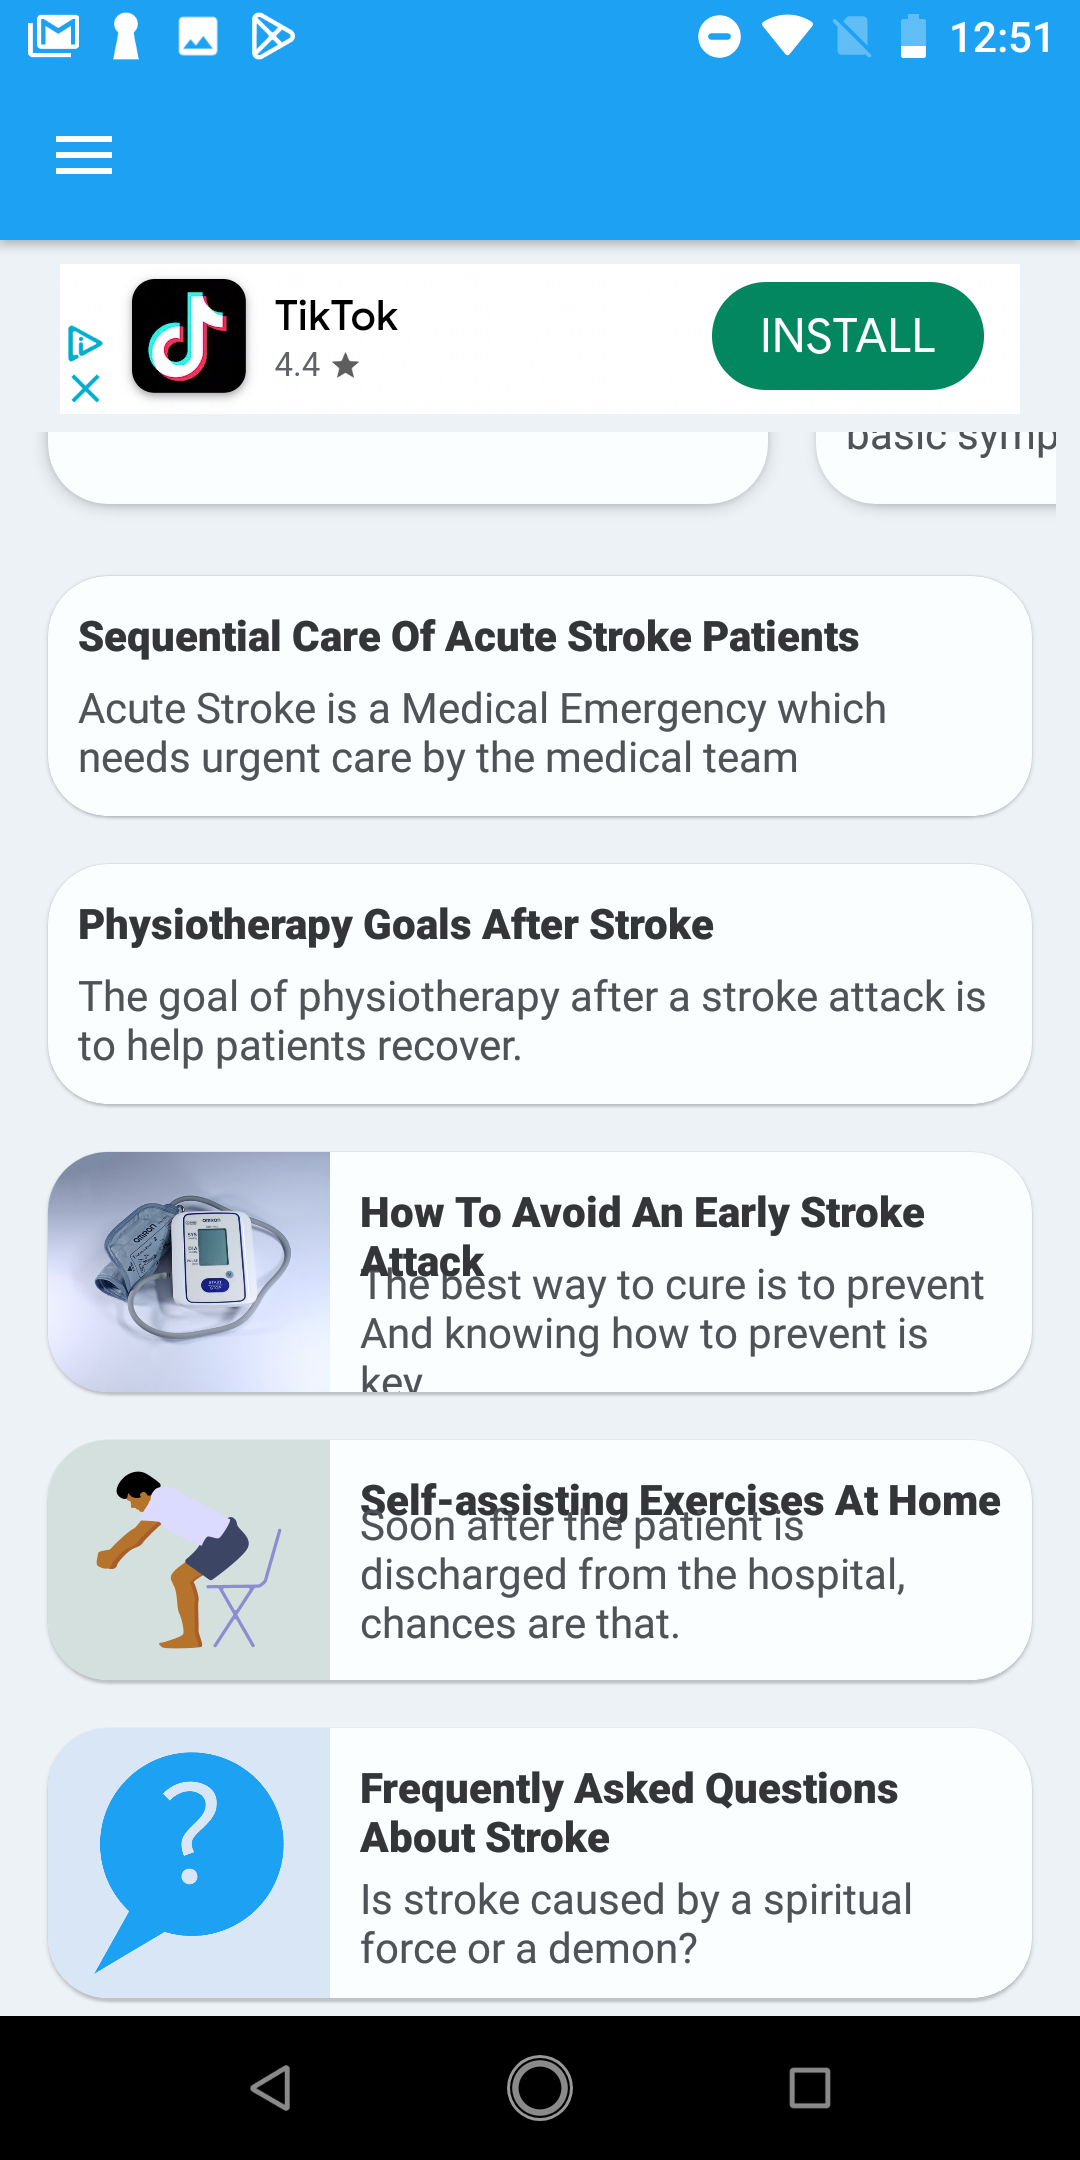 12:51
TikTok
4.4
INSTALL
basic symp
Sequential Care Of Acute Stroke Patients
Acute Stroke is a Medical Emergency which
needs urgent care by the medical team
Physiotherapy Goals After Stroke
The goal of physiotherapy after a stroke attack is
to help patients recover.
How To Avoid An Early Stroke
Attack
The best way to cure is to prevent
And knowing how to prevent is
key
Self-assisting Exercises At Home
Soon after the patient is
discharged from the hospital,
chances are that.
Frequently Asked Questions
About Stroke
Is stroke caused by a spiritual
force or a demon?